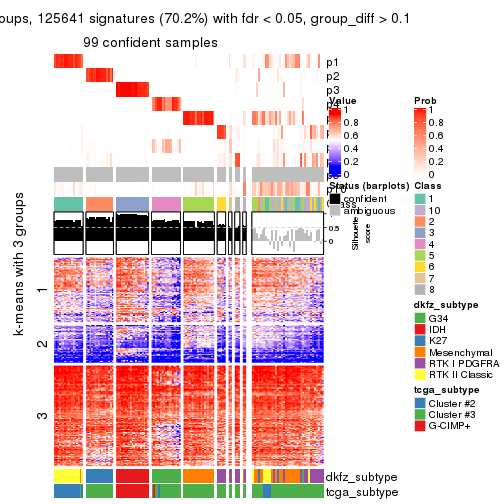 oups, 125641 signatures (70.2%) with fdr < 0.05, group_diff > 0.1
99 confident samples
p1
p2
p3
p4
k-means with 3 groups
1
2
3
Value
1
0.8
0.6
0.4
0.2
0
Prob
1
0.8
0.6
0.4
0.2
0
Status (barplots)
confident
ambiguous
0.5
0
Silhouette
score
Class
1
10
2
3
4
5
6
7
8
dkfz_subtype
G34
IDH
K27
Mesenchymal
RTK I PDGFRA
RTK II Classic
tcga_subtype
Cluster #2
Cluster #3
G-CIMP+
dkfz_subtype
tcga_subtype